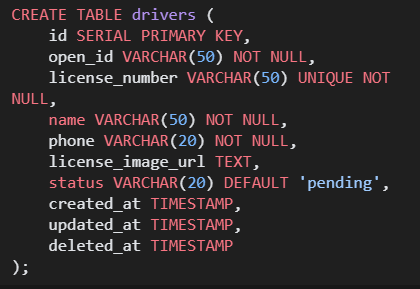 CREATE TABLE drivers (
    id SERIAL PRIMARY KEY,
    open_id VARCHAR(50) NOT NULL,
    license_number VARCHAR(50) UNIQUE NOT
NULL,
    name VARCHAR(50) NOT NULL,
    phone VARCHAR(20) NOT NULL,
    license_image_url TEXT,
    status VARCHAR(20) DEFAULT 'pending',
    created_at TIMESTAMP,
    updated_at TIMESTAMP,
    deleted_at TIMESTAMP
);